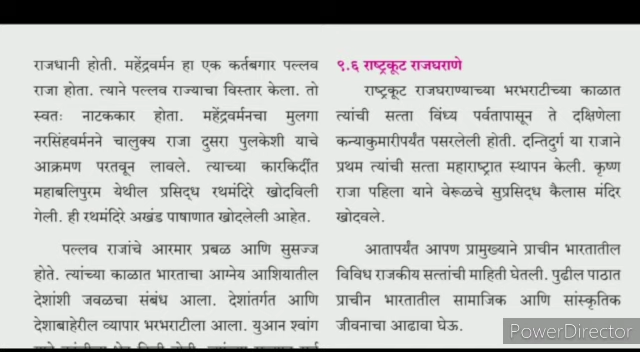 राजधानी होती. महेंद्रवर्मन हा एक कर्तबगार पल्लव
राजा होता. त्याने पल्लव राज्याचा विस्तार केला. तो
स्वतः नाटककार होता. महेंद्रवर्मनचा मुलगा
नरसिंहवर्मनने चालुक्य राजा दुसरा पुलकेशी याचे
आक्रमण परतवून लावले. त्याच्या कारकिर्दीत
महाबलिपुरम येथील प्रसिद्ध रथमंदिरे खोदविली
गेली. ही रथमंदिरे अखंड पाषाणात खोदलेली आहेत.
पल्लव राजांचे आरमार प्रबळ आणि सुसज्ज
होते. त्यांच्या काळात भारताचा आग्नेय आशियातील
देशांशी जवळचा संबंध आला. देशांतर्गत आणि
देशाबाहेरील व्यापार भरभराटीला आला. युआन श्वांग
९.६ राष्ट्रकूट राजघराणे
राष्ट्रकूट राजघराण्याच्या भरभराटीच्या काळात
त्यांची सत्ता विंध्य पर्वतापासून ते दक्षिणेला
कन्याकुमारीपर्यंत पसरलेली होती. दन्तिदुर्ग या राजाने
प्रथम त्यांची सत्ता महाराष्ट्रात स्थापन केली. कृष्ण
राजा पहिला याने वेरूळचे सुप्रसिद्ध कैलास मंदिर
खोदवले.
आतापर्यंत आपण प्रामुख्याने प्राचीन भारतातील
विविध राजकीय सत्तांची माहिती घेतली. पुढील पाठात
प्राचीन भारतातील सामाजिक आणि सांस्कृतिक
जीवनाचा आढावा घेऊ.
PowerDirector